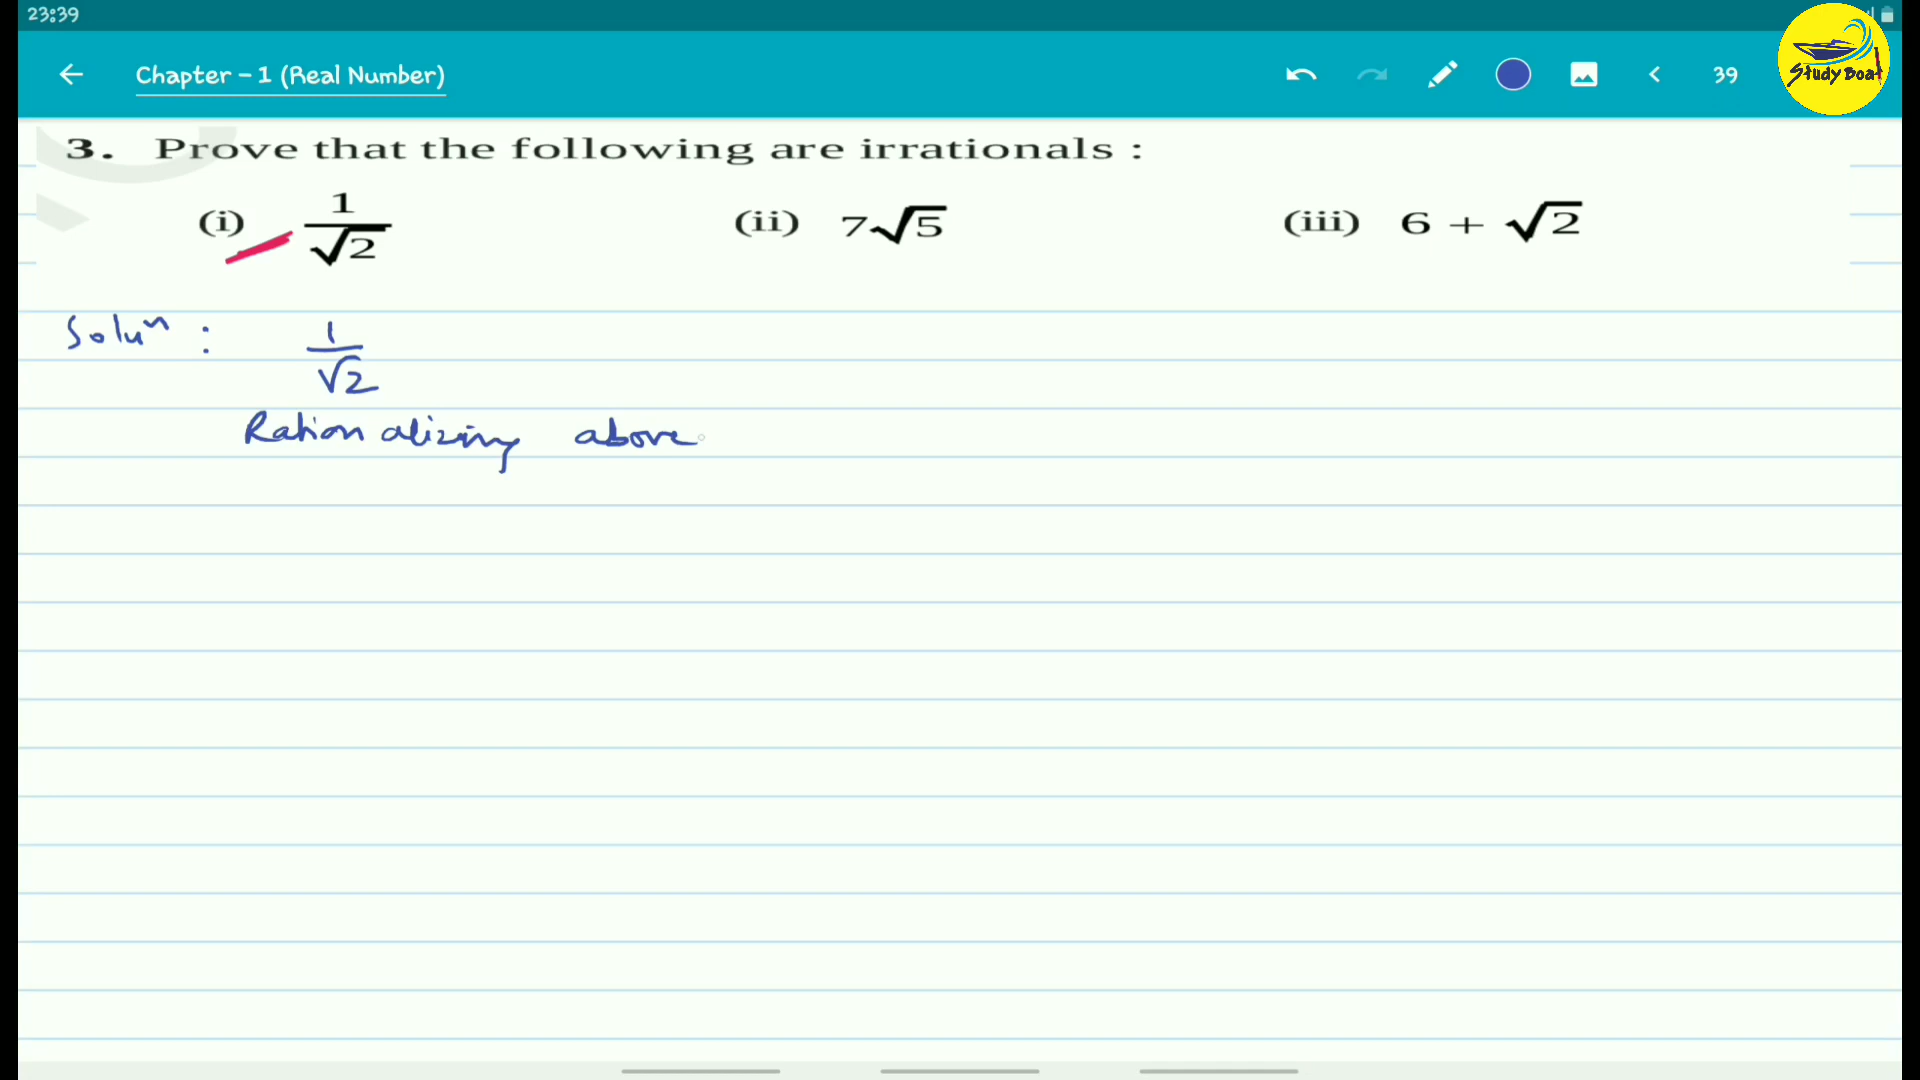 23:39
Chapter - 1 (Real Number)
39
Study Boat
3. Prove that the following are irrationals :
(i) 1/√2 (ii) 7√5 (iii) 6 + √2
Soluⁿ : 1/√2
Rationalizing above